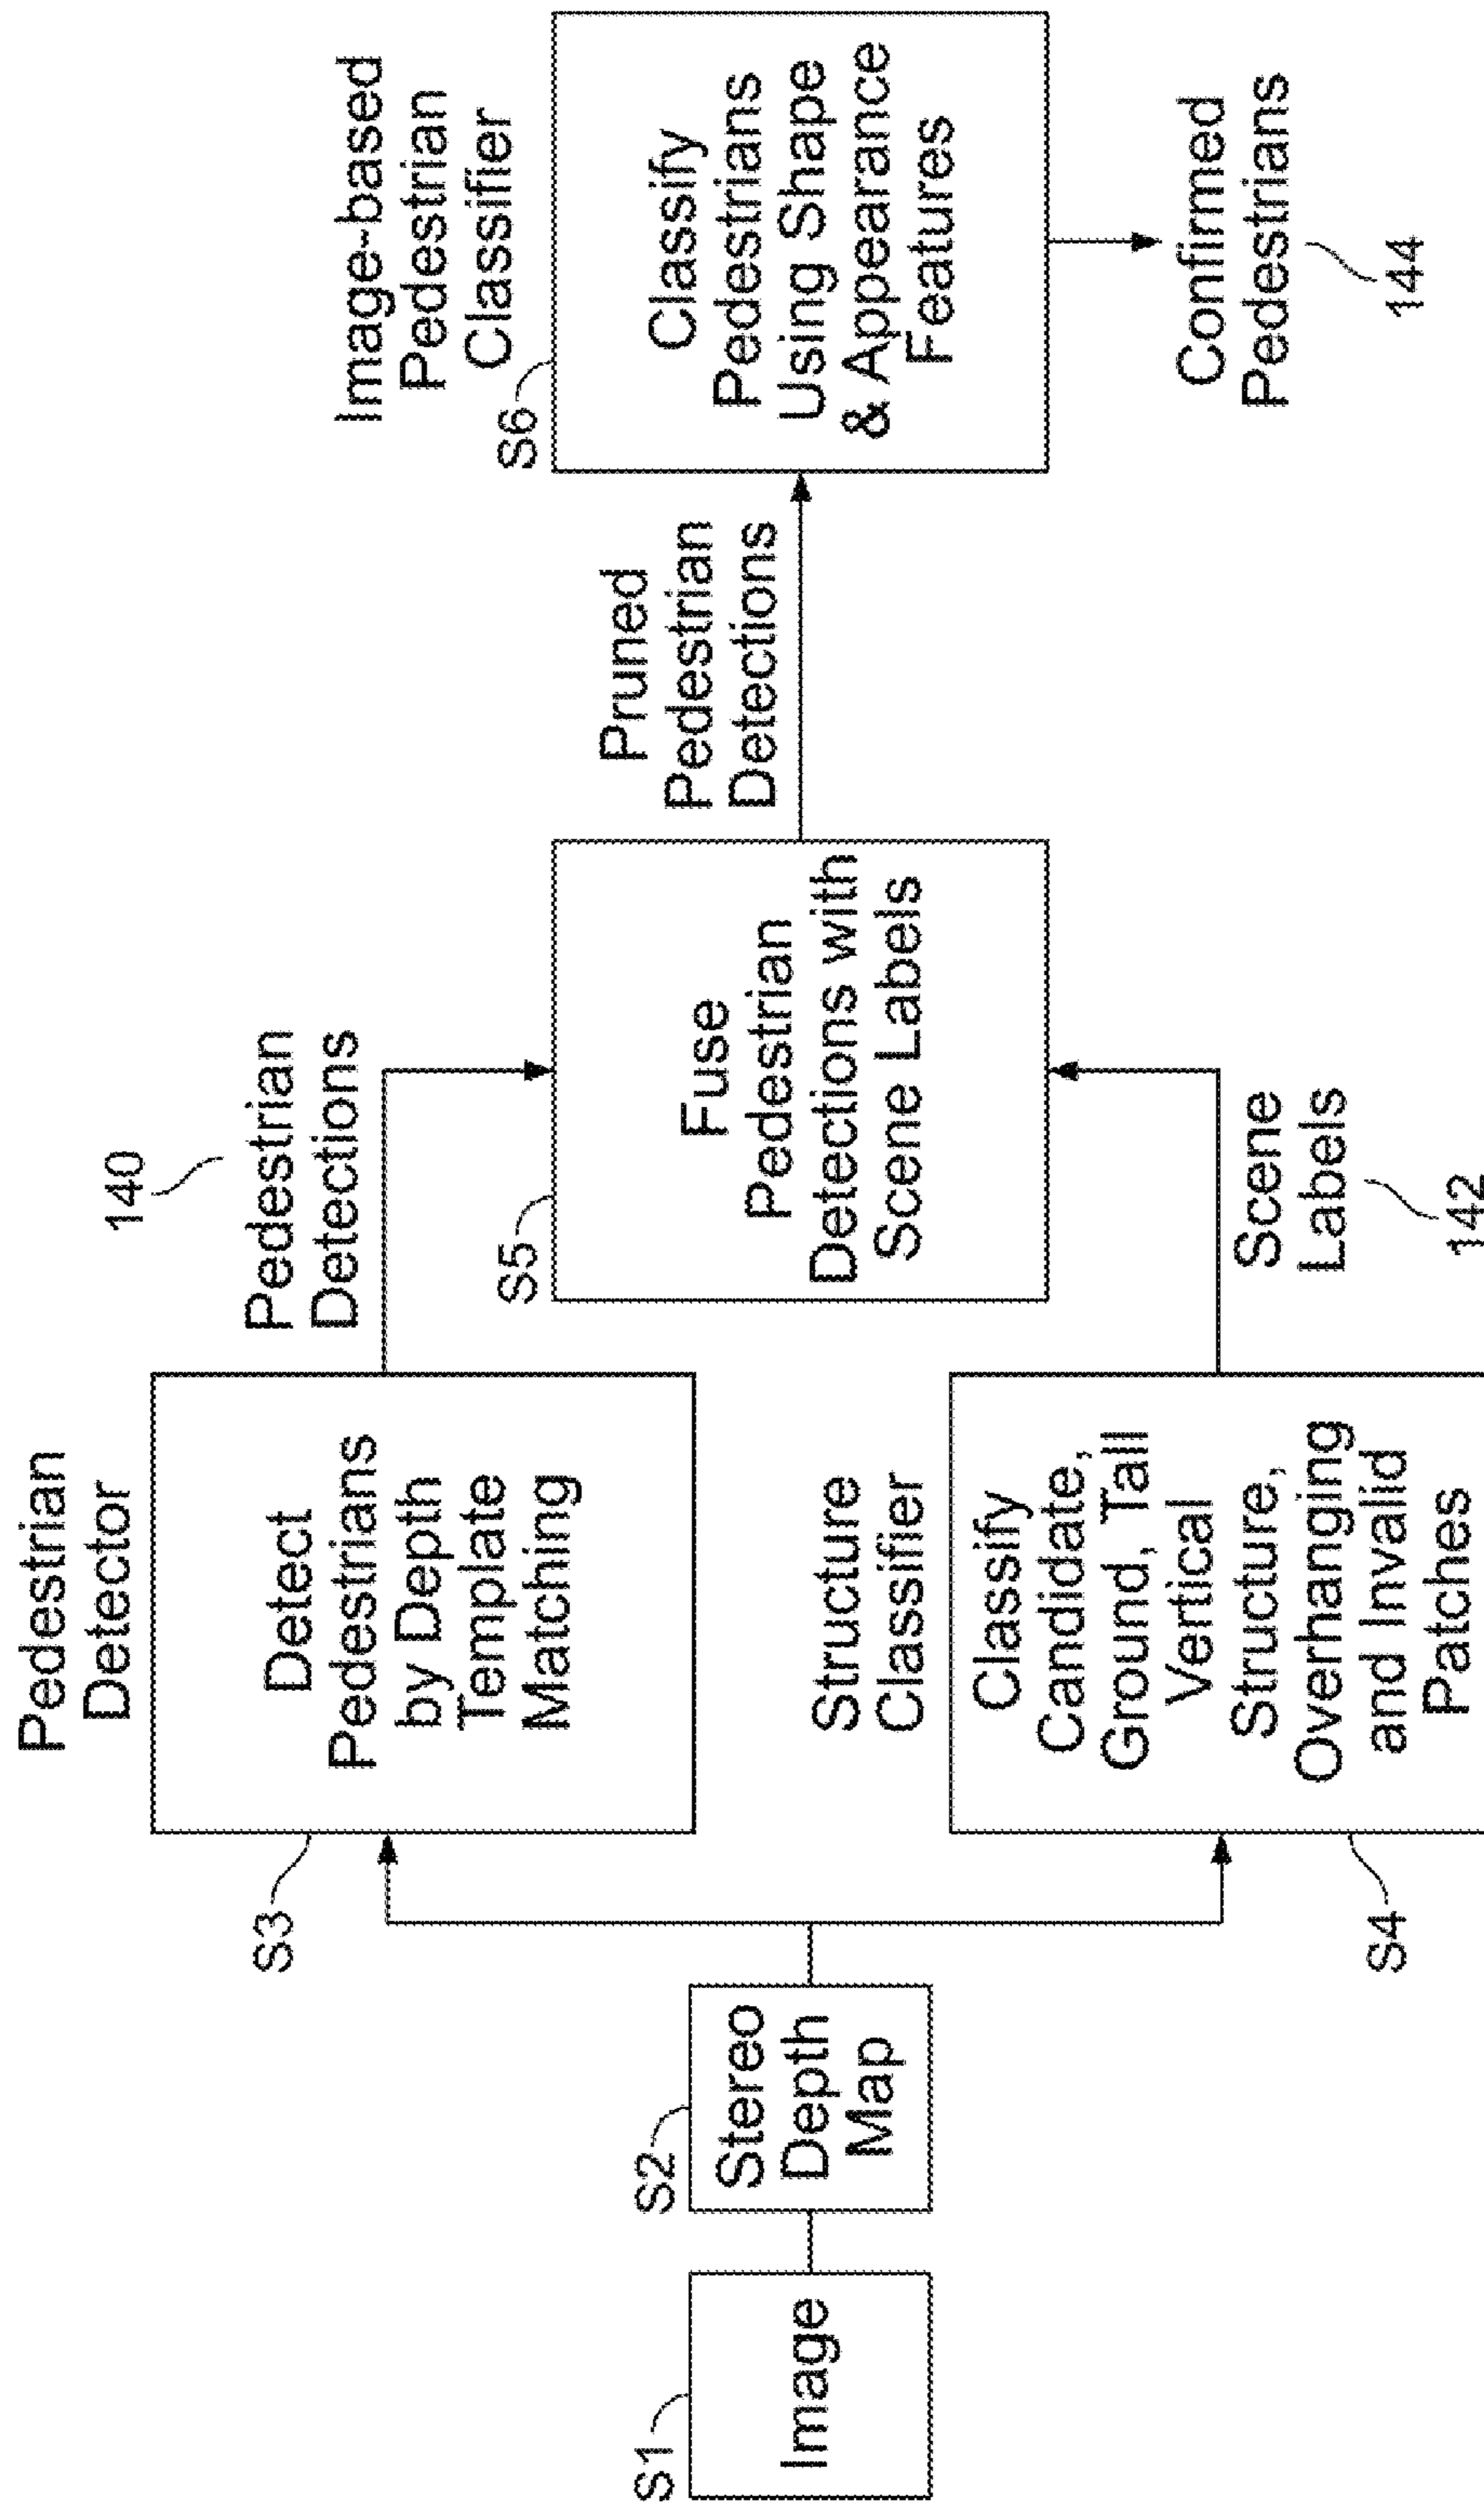 S1
Image
S2
Stereo
Depth
Map
Pedestrian
Detector
S3
Detect
Pedestrians
by Depth
Template
Matching
Structure
Classifier
S4
Classify
Candidate,
Ground, Tall
Vertical
Structure,
Overhanging
and Invalid
Patches
140
Pedestrian
Detections
Scene
Labels
142
S5
Fuse
Pedestrian
Detections with
Scene Labels
Pruned
Pedestrian
Detections
Image-based
Pedestrian
Classifier
S6
Classify
Pedestrians
Using Shape
& Appearance
Features
Confirmed
Pedestrians
144